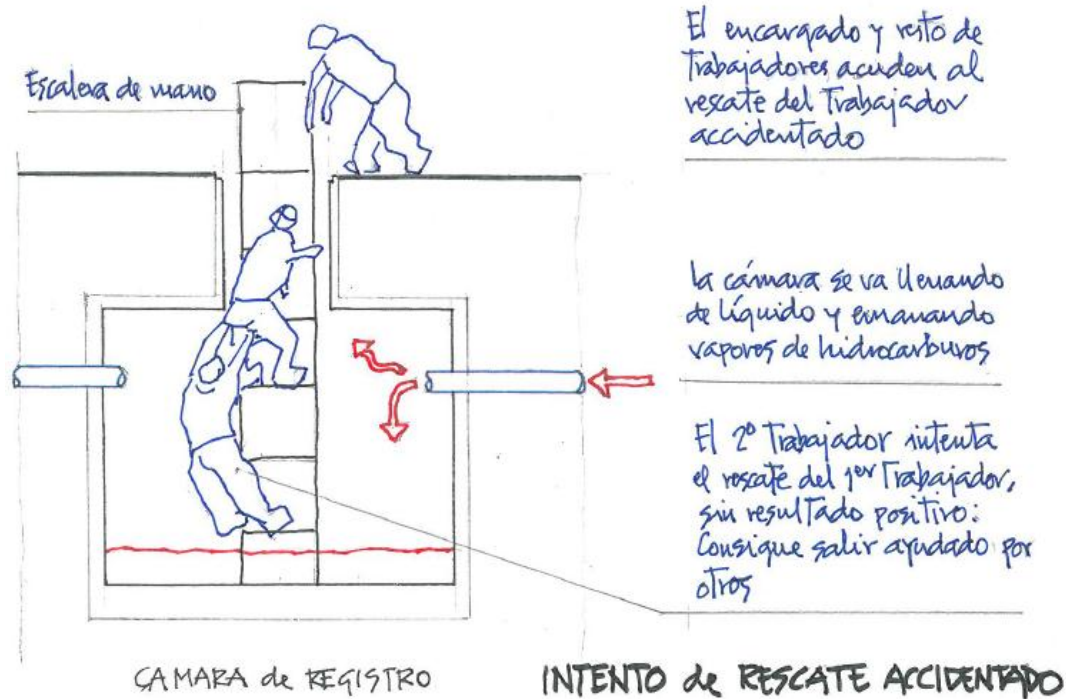 Escalera de mano
El encargado y resto de
Trabajadores acuden al
rescate del Trabajador
accidentado
la cámara se va llenando
de líquido y emanando
vapores de hidrocarburos
El 2º Trabajador intenta
el rescate del 1er Trabajador,
sin resultado positivo:
Consigue salir ayudado por
otros
CAMARA de REGISTRO
INTENTO de RESCATE ACCIDENTADO